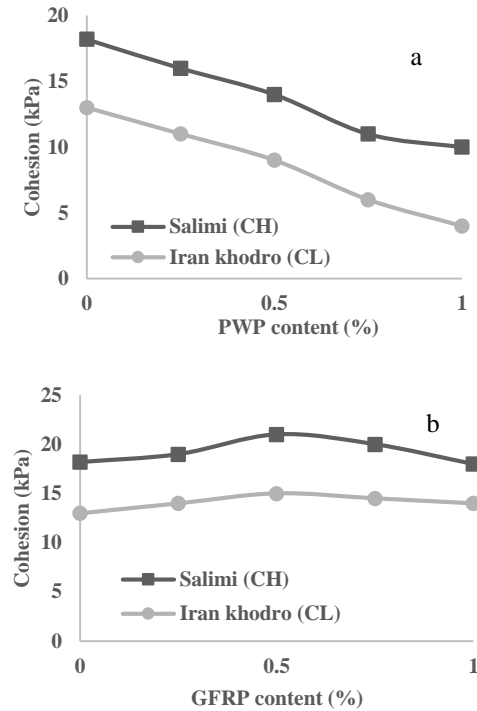 20
15
10
5
0
Cohesion (kPa)
a
Salimi (CH)
Iran khodro (CL)
0
0.5
1
PWP content (%)
25
20
15
10
5
0
Cohesion (kPa)
b
Salimi (CH)
Iran khodro (CL)
0
0.5
1
GFRP content (%)